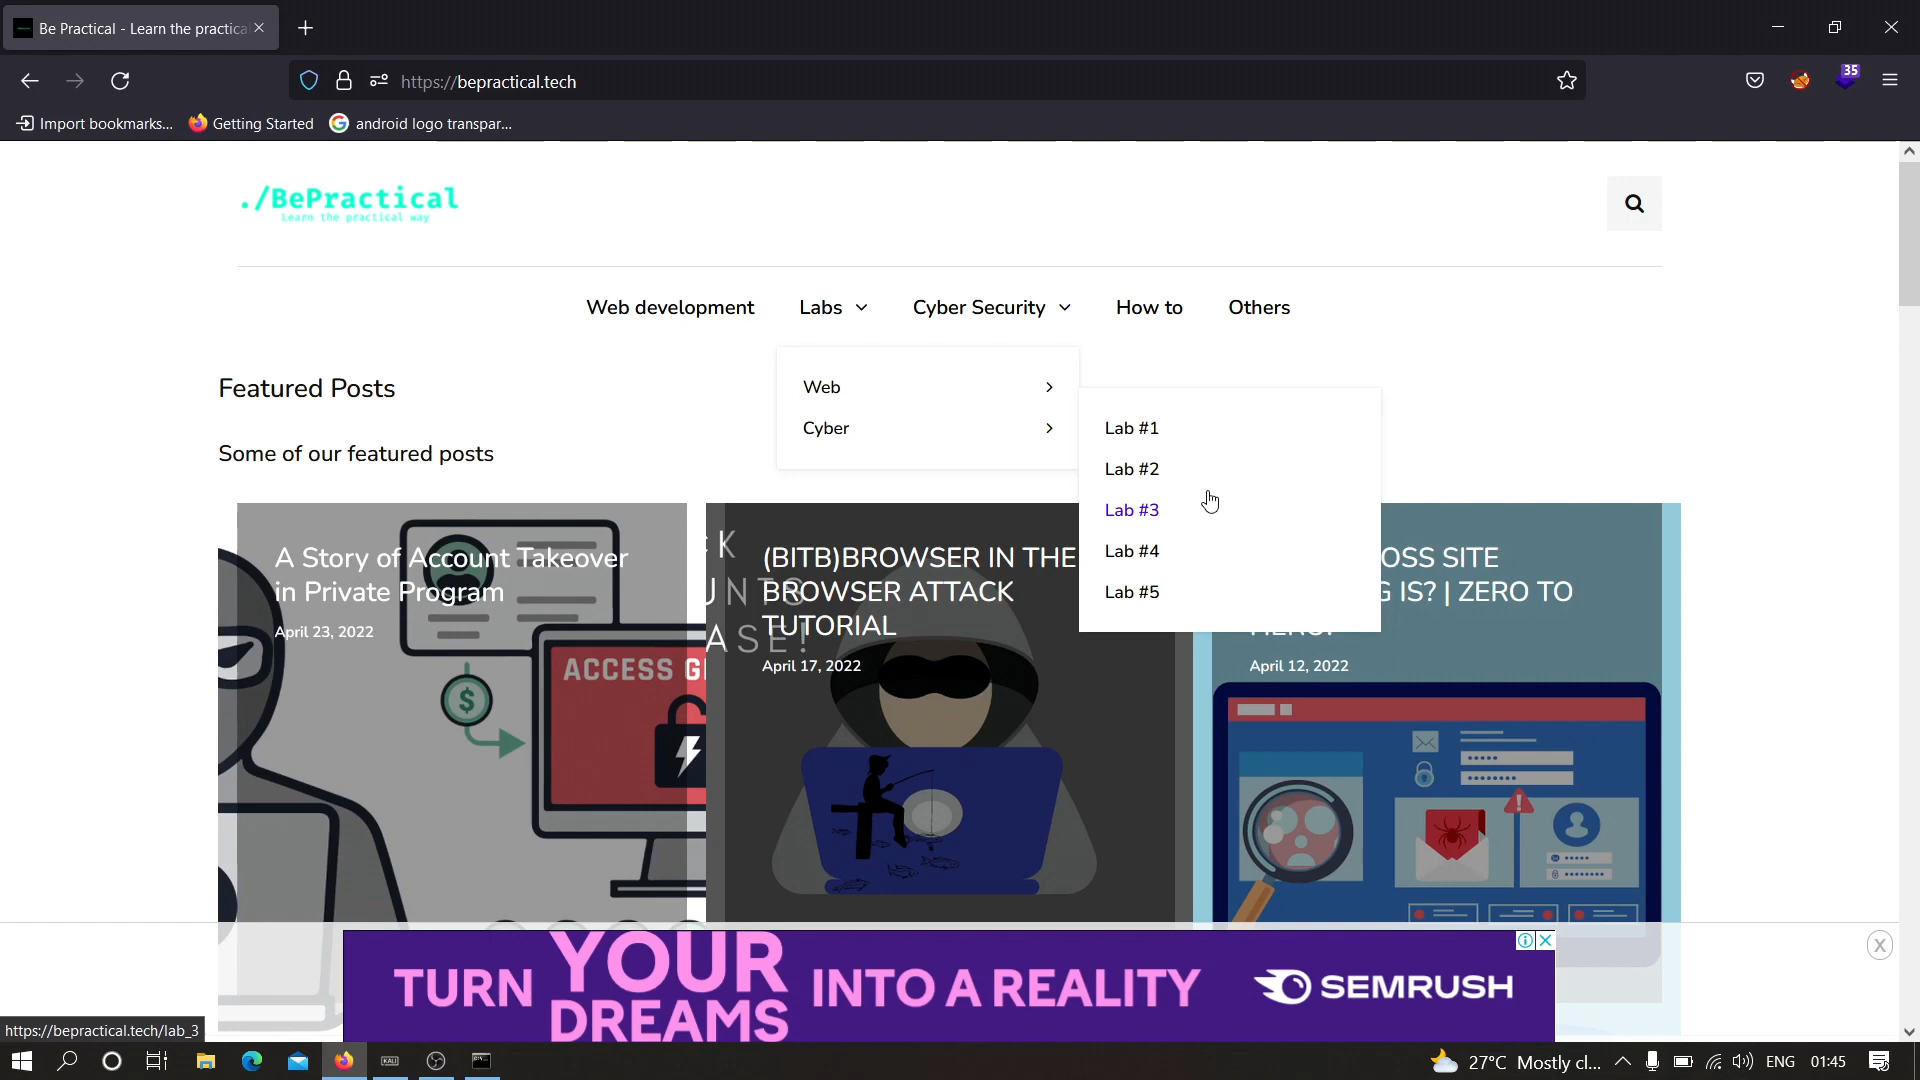 Be Practical - Learn the practica
https://bepractical.tech
35
Import bookmarks...
Getting Started
android logo transpar...
./BePractical
Learn the practical way
Web development
Labs
Cyber Security
How to
Others
Web
Cyber
Lab #1
Lab #2
Lab #3
Lab #4
Lab #5
Featured Posts
Some of our featured posts
A Story of Account Takeover
in Private Program
April 23, 2022
ACCESS G
(BITB)BROWSER IN THE
BROWSER ATTACK
TUTORIAL
April 17, 2022
OSS SITE
G IS? | ZERO TO
HERO!
April 12, 2022
TURN YOUR DREAMS INTO A REALITY
SEMRUSH
https://bepractical.tech/lab_3
KALI
27°C Mostly cl...
ENG
01:45